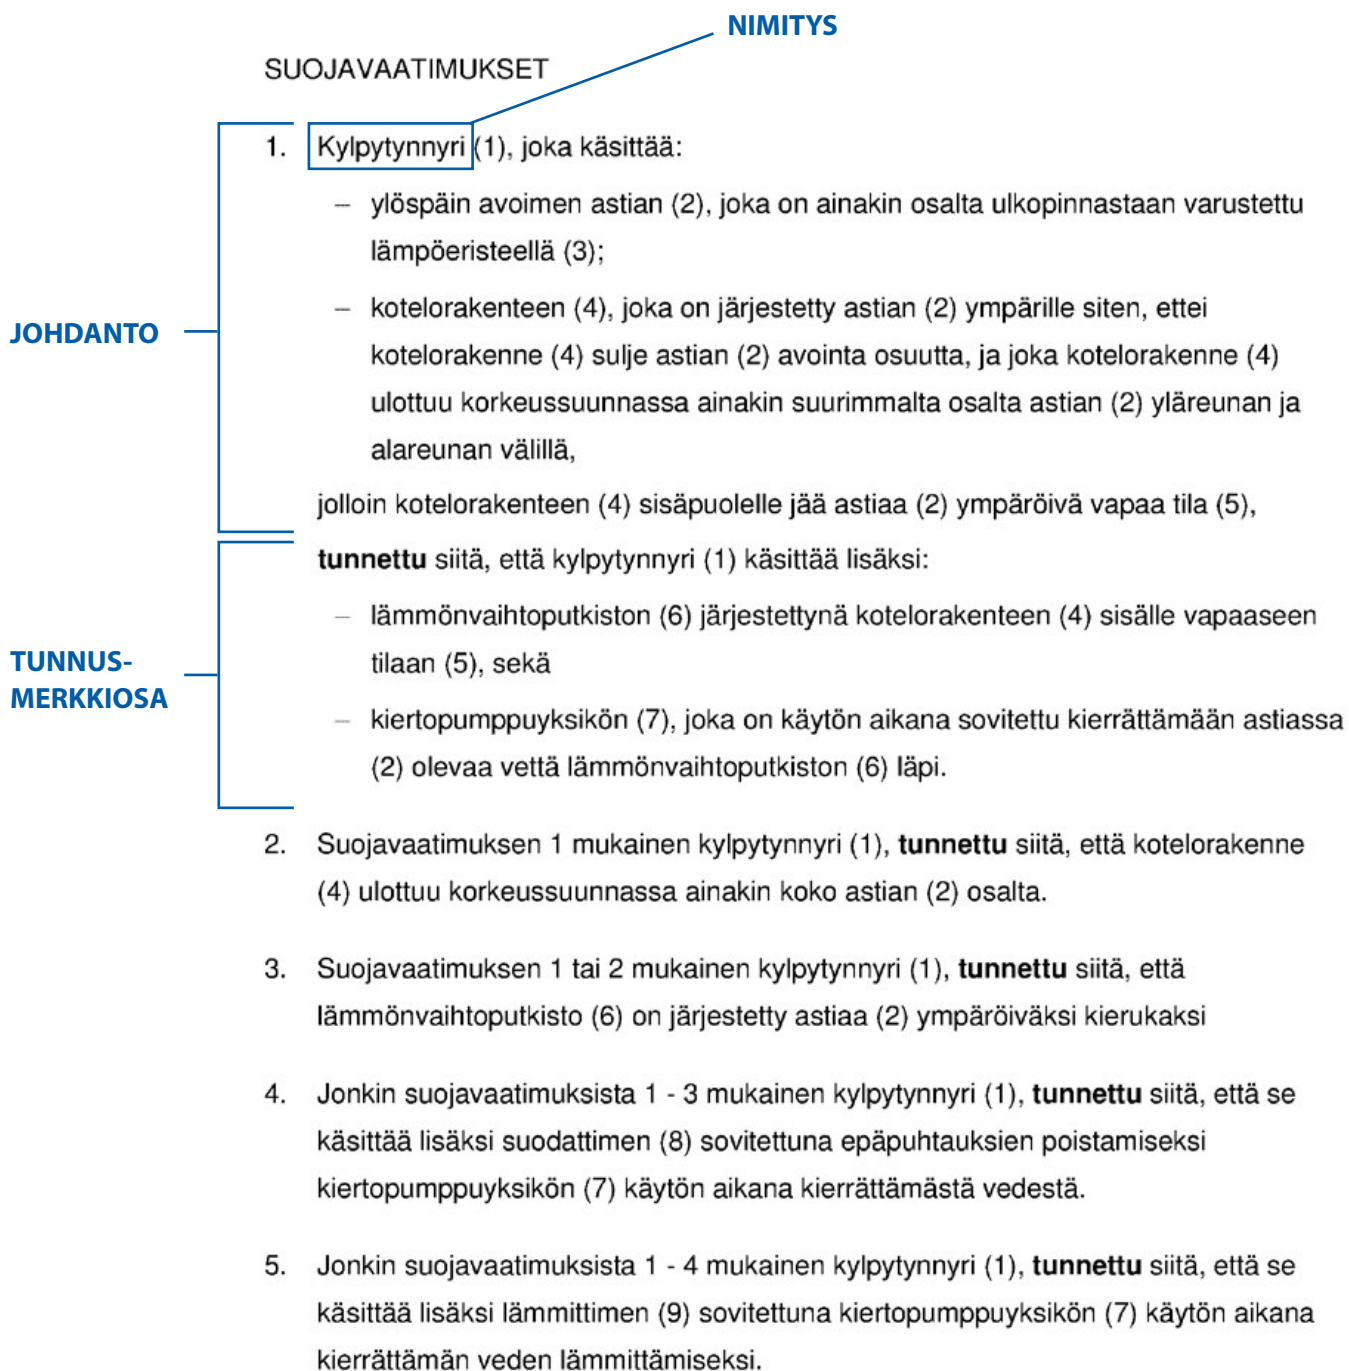 NIMITYS
SUOJAVAATIMUKSET
1. Kylpytynnyri (1), joka käsittää:
– ylöspäin avoimen astian (2), joka on ainakin osalta ulkopinnastaan varustettu
lämpöeristeellä (3);
– kotelorakenteen (4), joka on järjestetty astian (2) ympärille siten, ettei
kotelorakenne (4) sulje astian (2) avointa osuutta, ja joka kotelorakenne (4)
ulottuu korkeussuunnassa ainakin suurimmalta osalta astian (2) yläreunan ja
alareunan välillä,
jolloin kotelorakenteen (4) sisäpuolelle jää astiaa (2) ympäröivä vapaa tila (5),
JOHDANTO
tunnettu siitä, että kylpytynnyri (1) käsittää lisäksi:
– lämmönvaihtoputkiston (6) järjestettynä kotelorakenteen (4) sisälle vapaaseen
tilaan (5), sekä
– kiertopumppuyksikön (7), joka on käytön aikana sovitettu kierrättämään astiassa
(2) olevaa vettä lämmönvaihtoputkiston (6) läpi.
TUNNUS-
MERKKIOSA
2. Suojavaatimuksen 1 mukainen kylpytynnyri (1), tunnettu siitä, että kotelorakenne
(4) ulottuu korkeussuunnassa ainakin koko astian (2) osalta.
3. Suojavaatimuksen 1 tai 2 mukainen kylpytynnyri (1), tunnettu siitä, että
lämmönvaihtoputkisto (6) on järjestetty astiaa (2) ympäröiväksi kierukaksi
4. Jonkin suojavaatimuksista 1 - 3 mukainen kylpytynnyri (1), tunnettu siitä, että se
käsittää lisäksi suodattimen (8) sovitettuna epäpuhtauksien poistamiseksi
kiertopumppuyksikön (7) käytön aikana kierrättämästä vedestä.
5. Jonkin suojavaatimuksista 1 - 4 mukainen kylpytynnyri (1), tunnettu siitä, että se
käsittää lisäksi lämmittimen (9) sovitettuna kiertopumppuyksikön (7) käytön aikana
kierrättämän veden lämmittämiseksi.